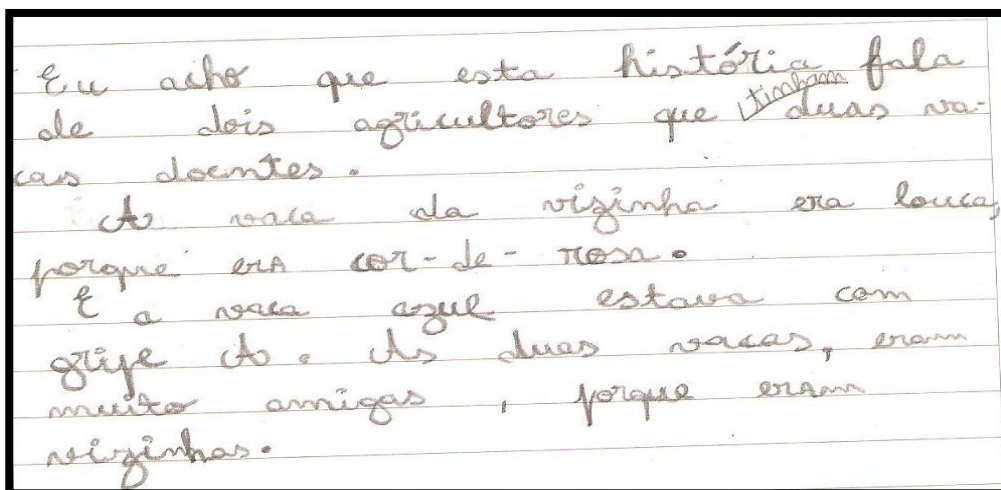 Eu acho que esta história fala
de dois agricultores que tinham duas va-
cas doentes.
A vaca da vizinha era louca,
porque era cor-de-rosa.
E a vaca azul estava com
gripe A. As duas vacas, eram
muito amigas, porque eram
vizinhas.